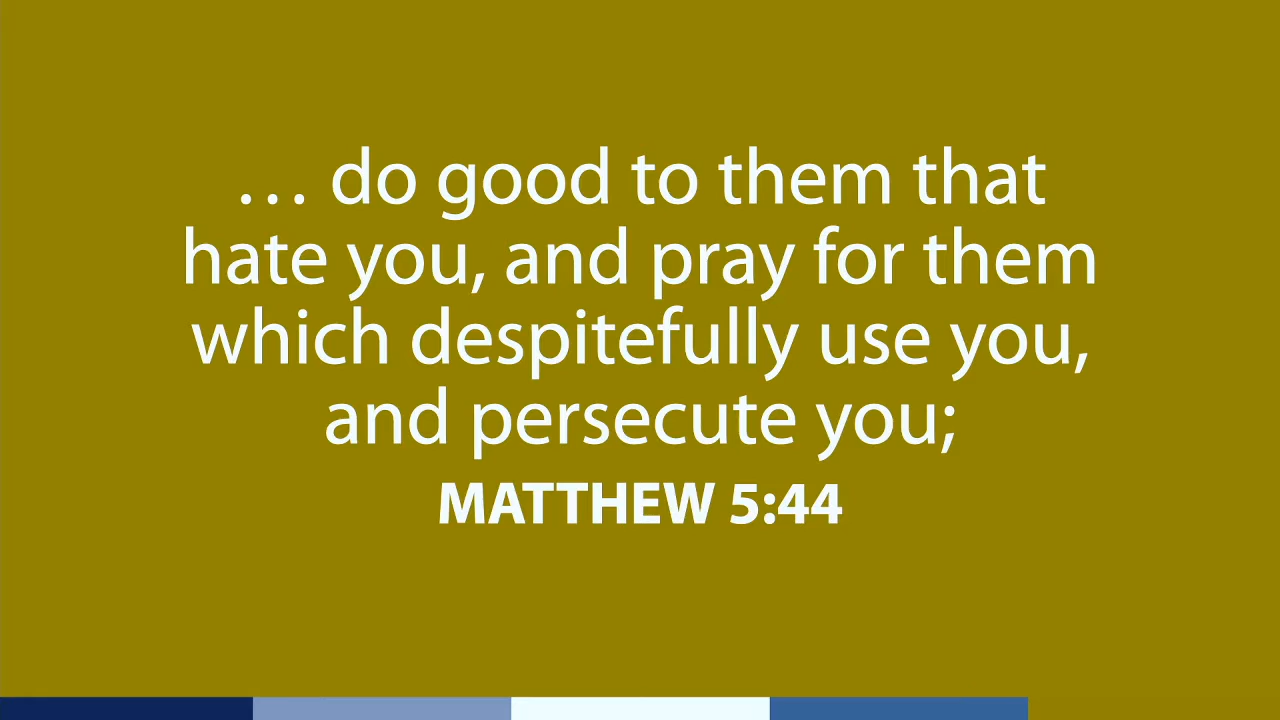 … do good to them that
hate you, and pray for them
which despitefully use you,
and persecute you;
MATTHEW 5:44